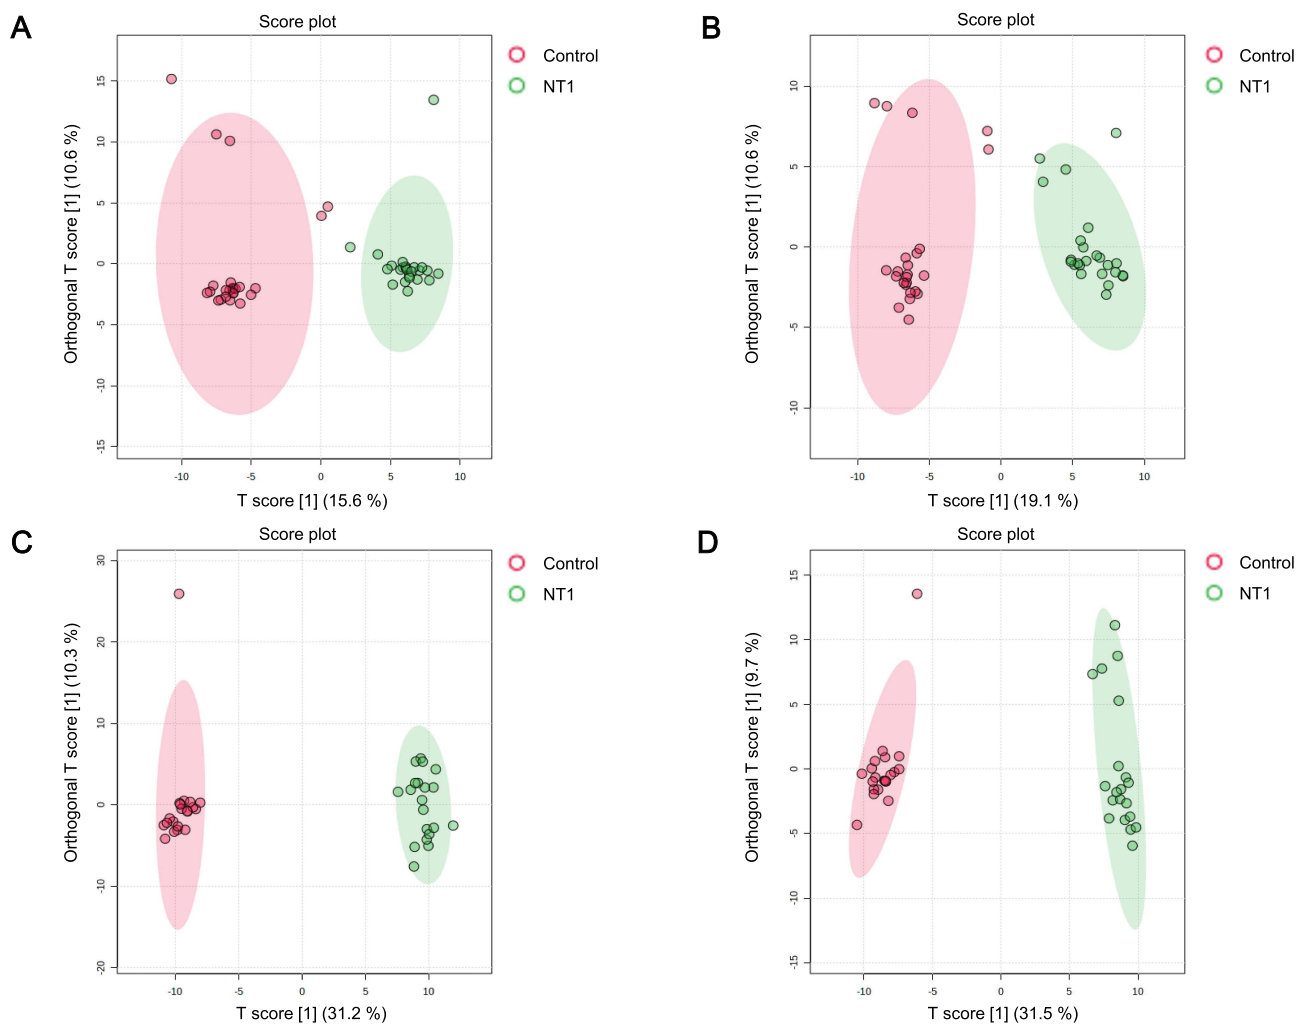 A
Score plot
Control
NT1
15
10
5
0
-5
-10
-15
Orthogonal T score [1] (10.6 %)
-10 -5 0 5 10
T score [1] (15.6 %)
B
Score plot
Control
NT1
10
5
0
-5
-10
Orthogonal T score [1] (10.6 %)
-10 -5 0 5 10
T score [1] (19.1 %)
C
Score plot
Control
NT1
30
20
10
0
-10
-20
Orthogonal T score [1] (10.3 %)
-10 -5 0 5 10
T score [1] (31.2 %)
D
Score plot
Control
NT1
15
10
5
0
-5
-10
-15
Orthogonal T score [1] (9.7 %)
-10 -5 0 5 10
T score [1] (31.5 %)